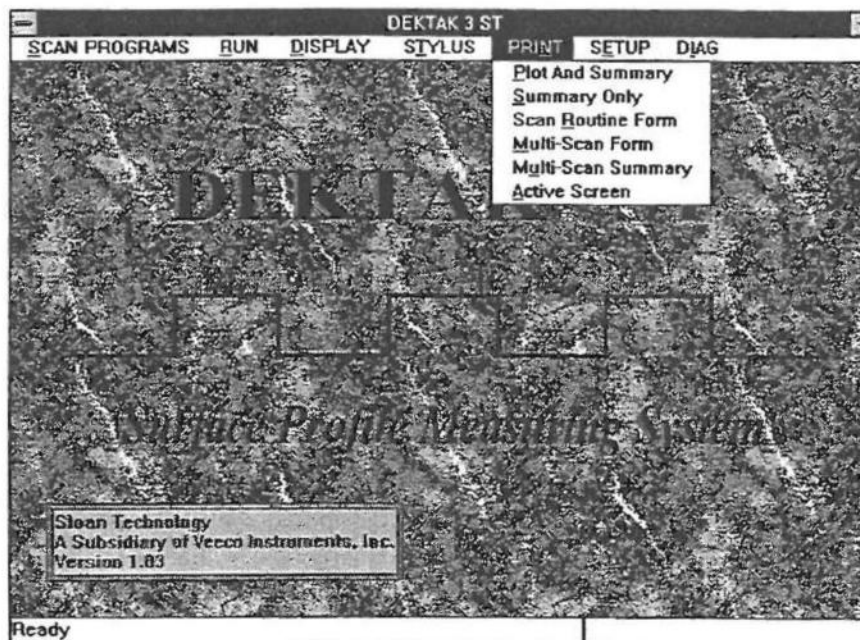 DEKTAK 3 ST
SCAN PROGRAMS RUN DISPLAY STYLUS PRINT SETUP DIAG
Plot And Summary
Summary Only
Scan Routine Form
Multi-Scan Form
Multi-Scan Summary
Active Screen
DEKTAK
Surface Profile Measuring System
Sloan Technology
A Subsidiary of Veeco Instruments, Inc.
Version 1.83
Ready